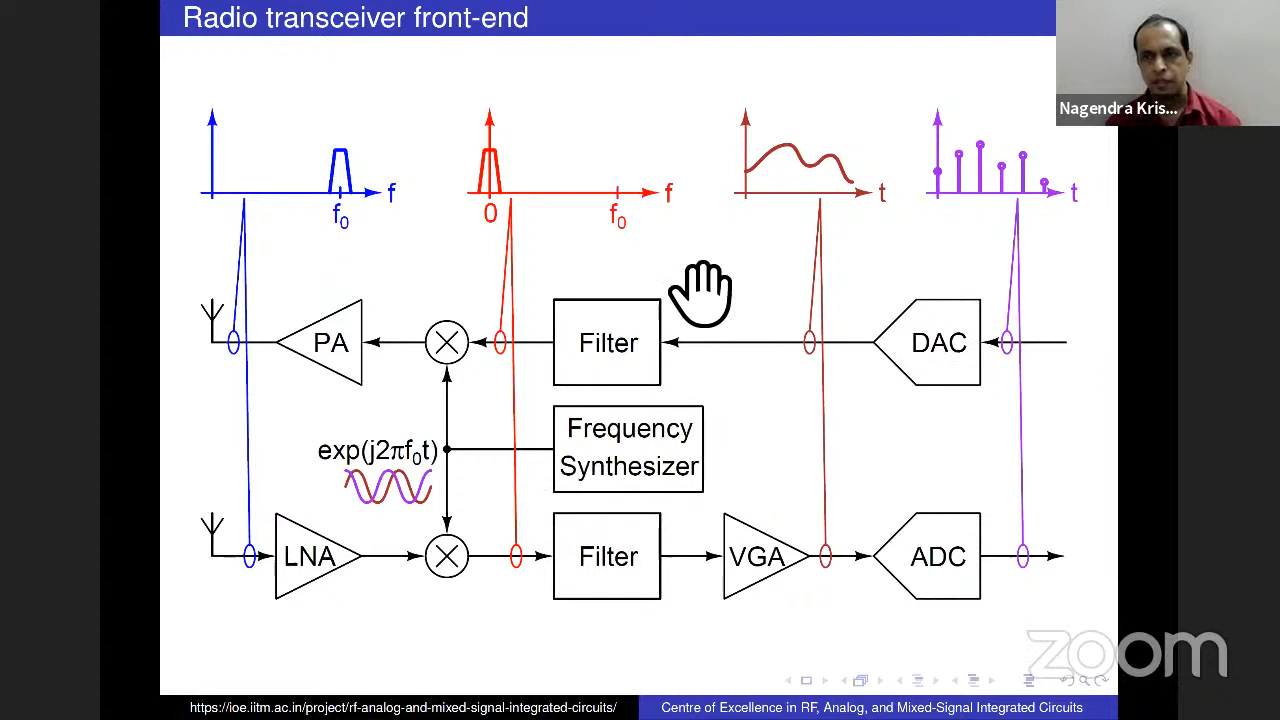 Radio transceiver front-end
Nagendra Kris...
f
f0
0
f0
f
t
t
PA
Filter
DAC
exp(j2πf0t)
Frequency
Synthesizer
LNA
Filter
VGA
ADC
zoom
https://ioe.iitm.ac.in/project/rf-analog-and-mixed-signal-integrated-circuits/
Centre of Excellence in RF, Analog, and Mixed-Signal Integrated Circuits